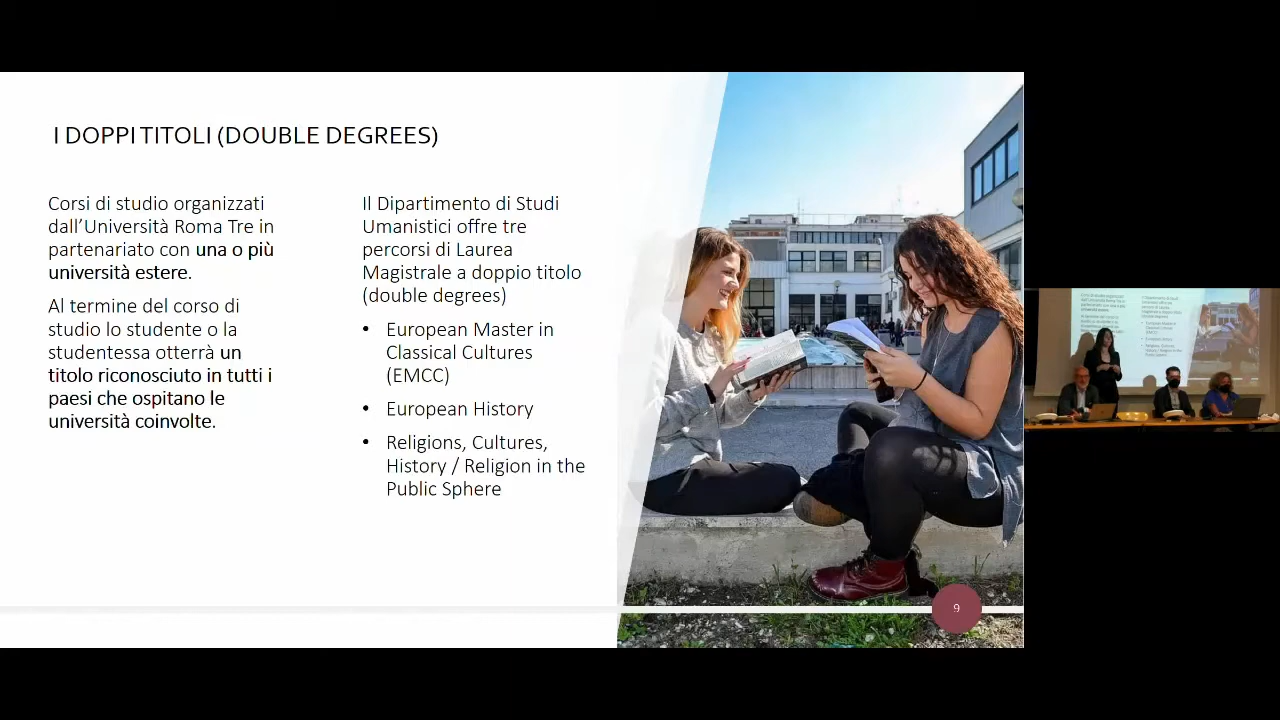 I DOPPI TITOLI (DOUBLE DEGREES)
Corsi di studio organizzati
dall’Università Roma Tre in
partenariato con una o più
università estere.
Al termine del corso di
studio lo studente o la
studentessa otterrà un
titolo riconosciuto in tutti i
paesi che ospitano le
università coinvolte.
Il Dipartimento di Studi
Umanistici offre tre
percorsi di Laurea
Magistrale a doppio titolo
(double degrees)
• European Master in
Classical Cultures
(EMCC)
• European History
• Religions, Cultures,
History / Religion in the
Public Sphere
9